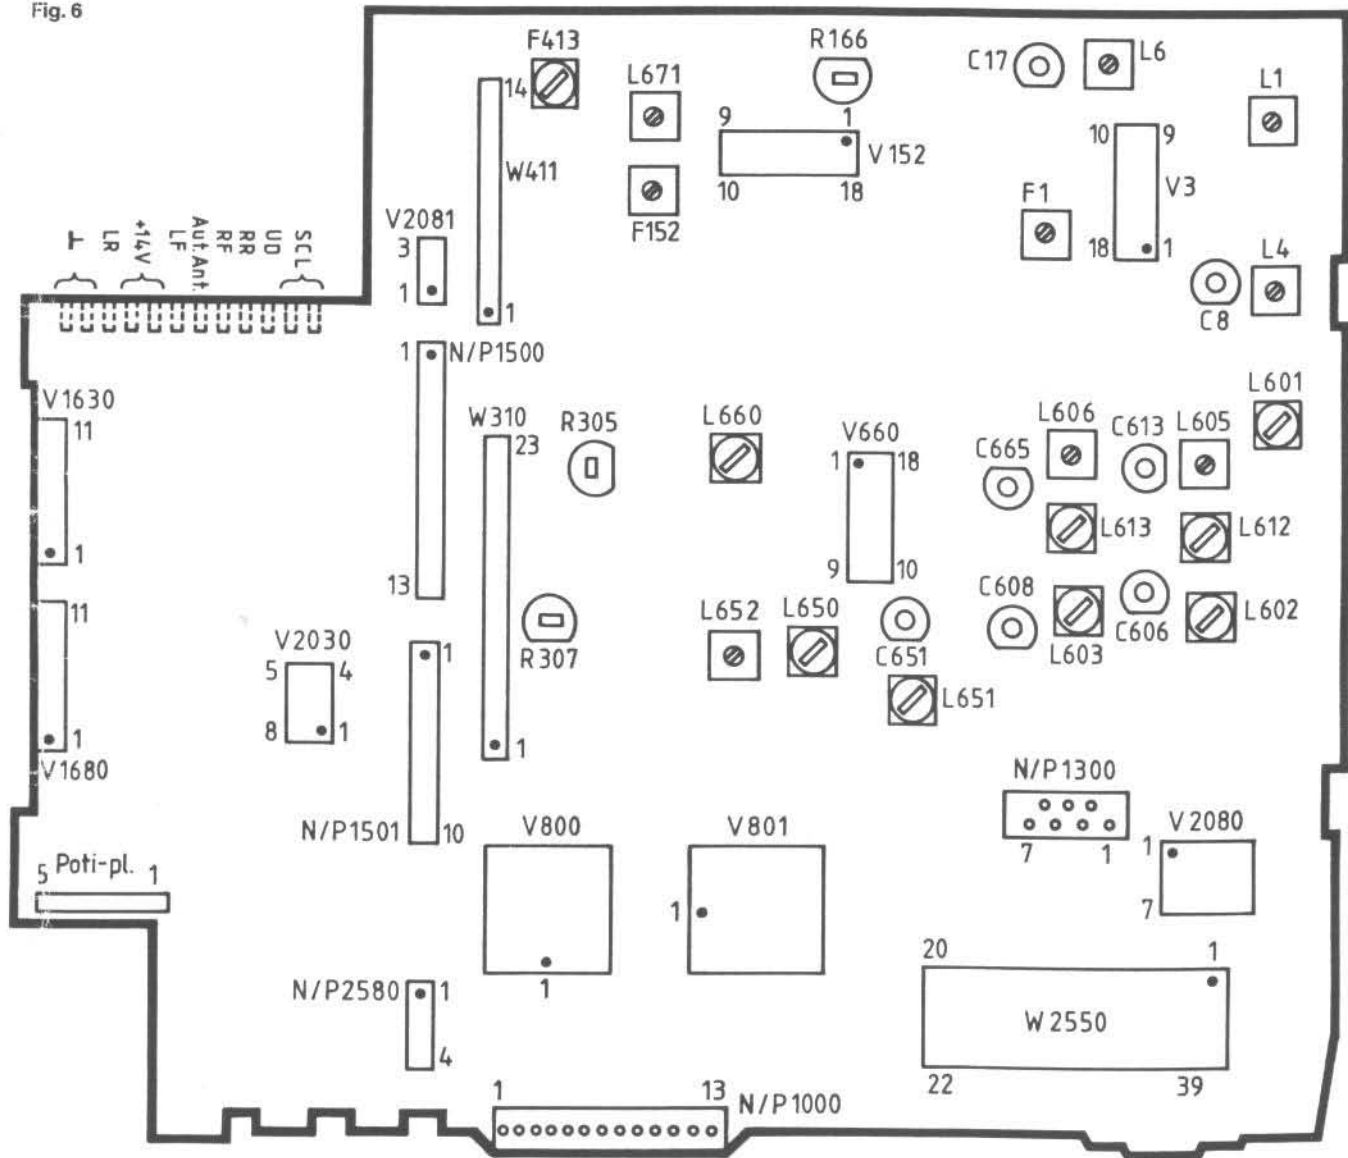 Fig. 6
F413
14
W411
1
L671
F152
R166
9 1
V152
10 18
C17
L6
L1
10 9
V3
18 1
F1
L4
C8
⊥
LR
+14V
LF
Aut.Ant.
RF
RR
UD
SCL
V2081
3
1
1 N/P1500
13
V1630
11
1
11
1
V1680
W310
23
1
R305
R307
L660
V660
1 18
9 10
C665
L606
C613
L605
L601
L613
L612
C608
L603
C606
L602
L652
L650
C651
L651
V2030
5 4
8 1
1
N/P1501 10
V800
1
V801
1
N/P1300
7 1
V2080
1
7
5 Poti-pl. 1
N/P2580 1
4
20 1
W2550
22 39
1 13
N/P1000